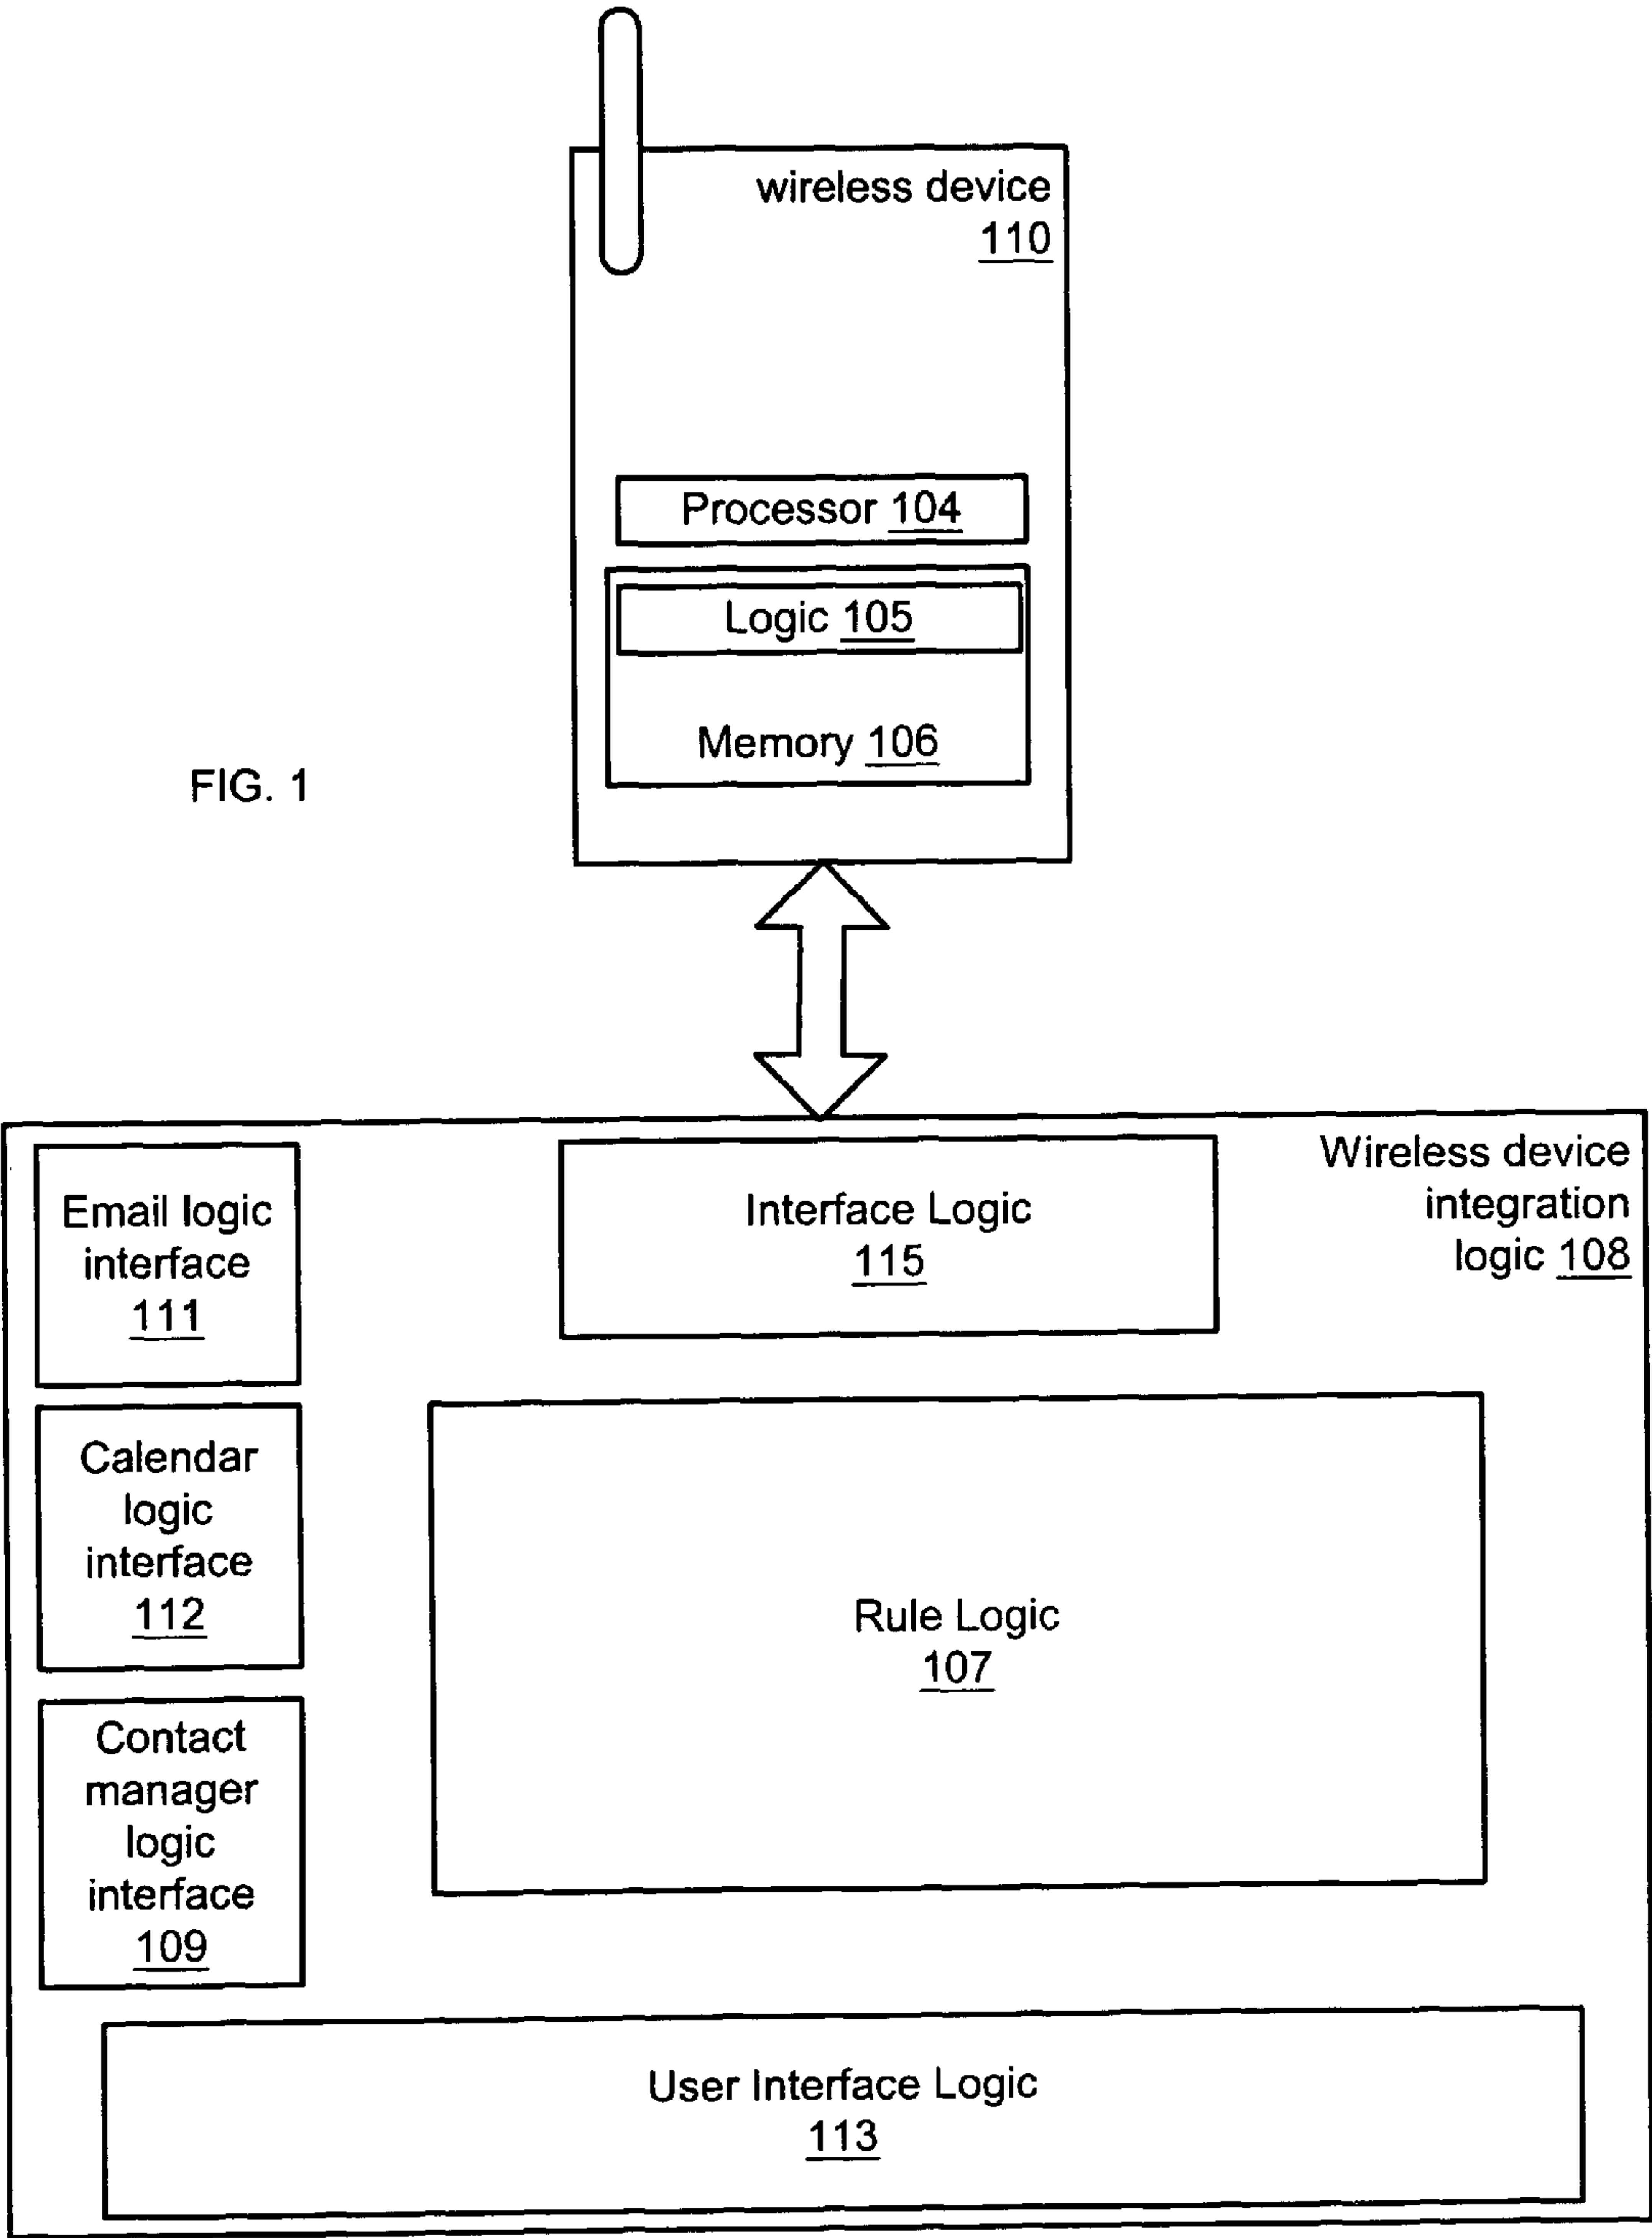 wireless device
110
Processor 104
Logic 105
Memory 106
FIG. 1
Email logic
interface
111
Interface Logic
115
Wireless device
integration
logic 108
Calendar
logic
interface
112
Rule Logic
107
Contact
manager
logic
interface
109
User Interface Logic
113